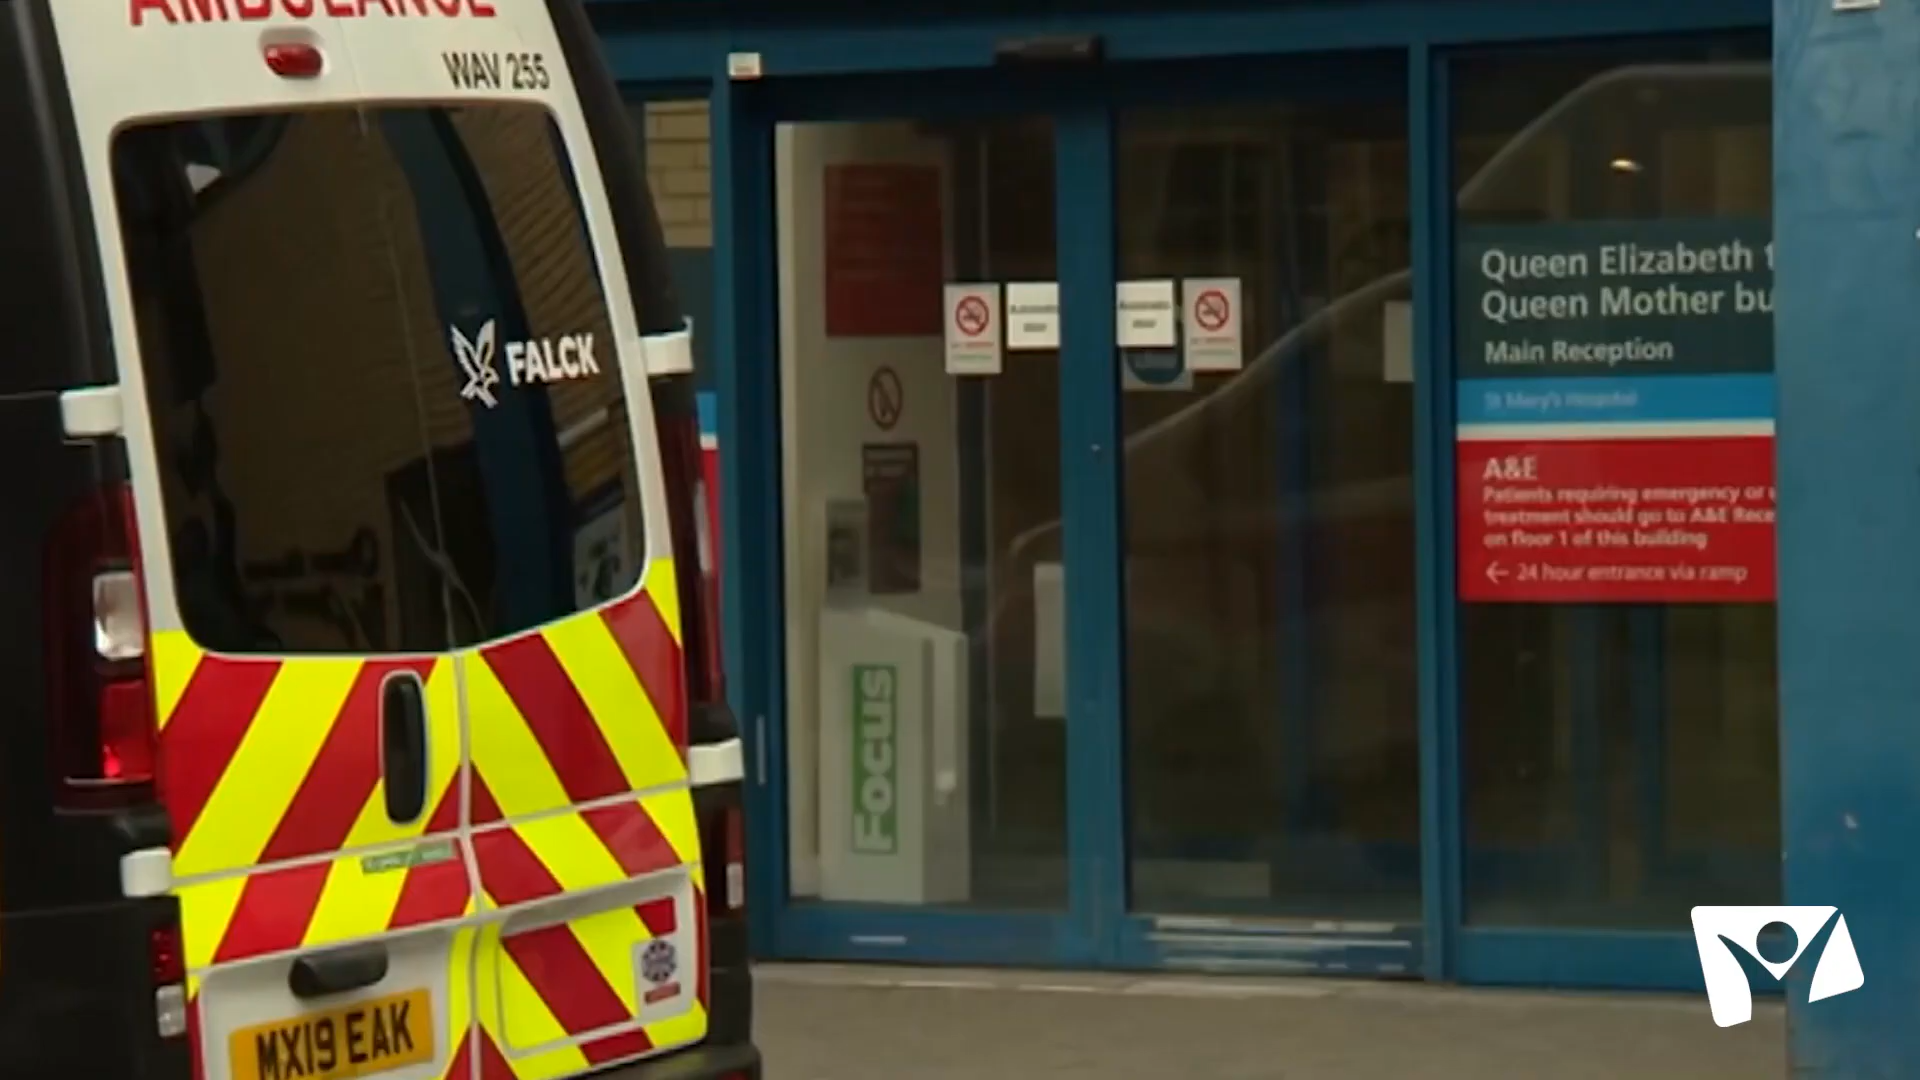 AMBULANCE
WAV 255
FALCK
MX19 EAK
Focus
Queen Elizabeth t
Queen Mother bu
Main Reception
St Mary's Hospital
A&E
Patients requiring emergency or u
treatment should go to A&E Rece
on floor 1 of this building
← 24 hour entrance via ramp